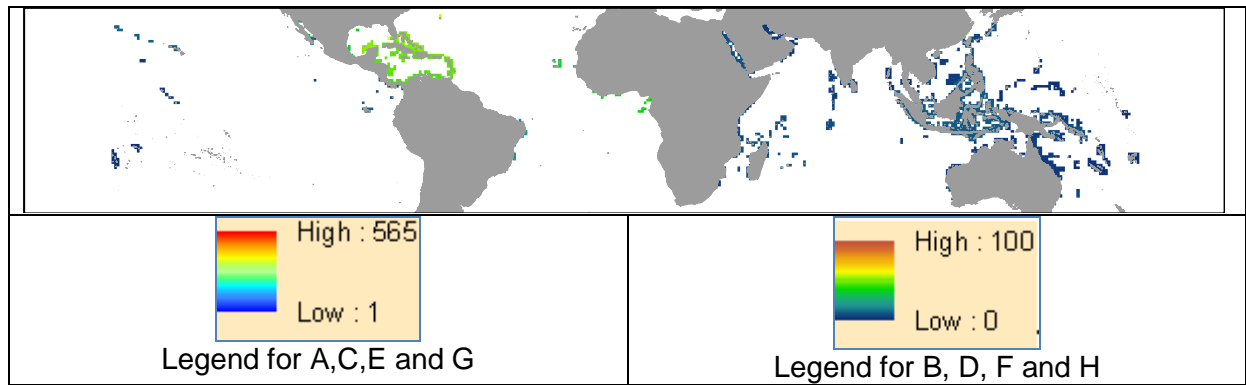 High : 565
Low : 1
Legend for A,C,E and G
High : 100
Low : 0
Legend for B, D, F and H